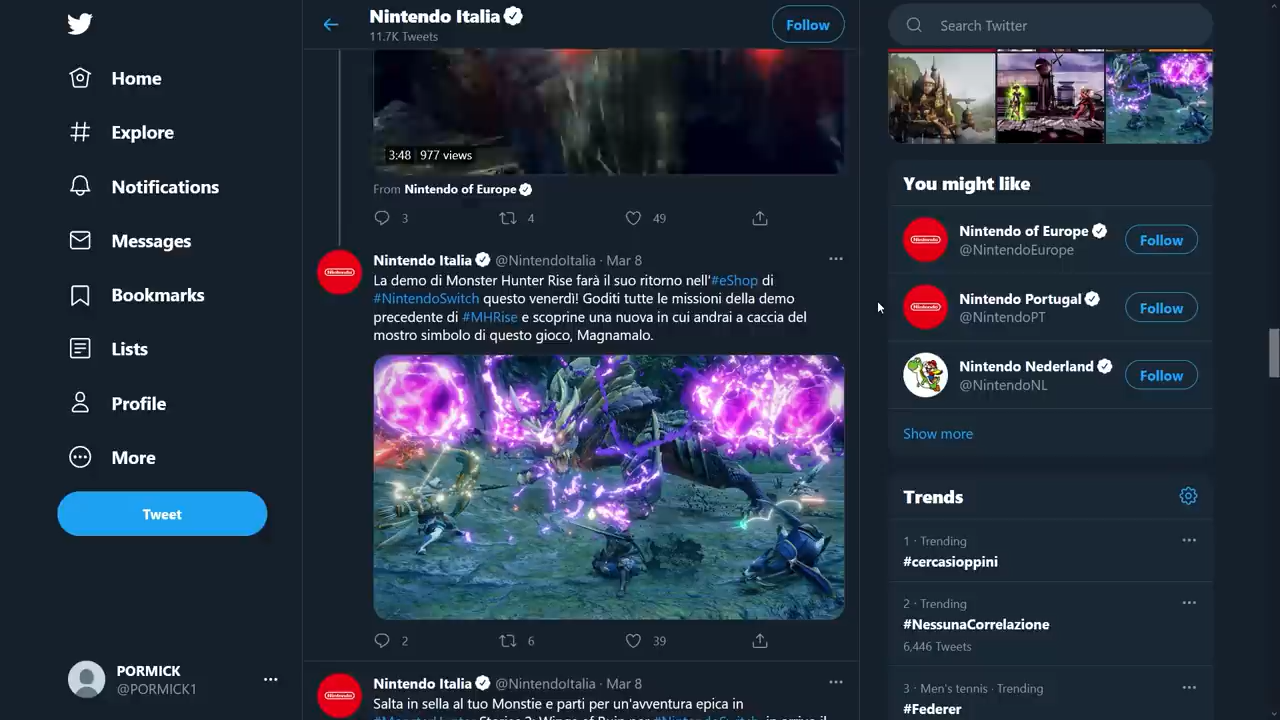 Home
Explore
Notifications
Messages
Bookmarks
Lists
Profile
More
Tweet
PORMICK
@PORMICK1
Nintendo Italia
11.7K Tweets
Follow
3:48 977 views
From Nintendo of Europe
3 4 49
Nintendo Italia @NintendoItalia · Mar 8
La demo di Monster Hunter Rise farà il suo ritorno nell'#eShop di
#NintendoSwitch questo venerdì! Goditi tutte le missioni della demo
precedente di #MHRise e scoprine una nuova in cui andrai a caccia del
mostro simbolo di questo gioco, Magnamalo.
2 6 39
Nintendo Italia @NintendoItalia · Mar 8
Salta in sella al tuo Monstie e parti per un'avventura epica in
Search Twitter
You might like
Nintendo of Europe
@NintendoEurope
Follow
Nintendo Portugal
@NintendoPT
Follow
Nintendo Nederland
@NintendoNL
Follow
Show more
Trends
1 · Trending
#cercasioppini
2 · Trending
#NessunaCorrelazione
6,446 Tweets
3 · Men's tennis · Trending
#Federer